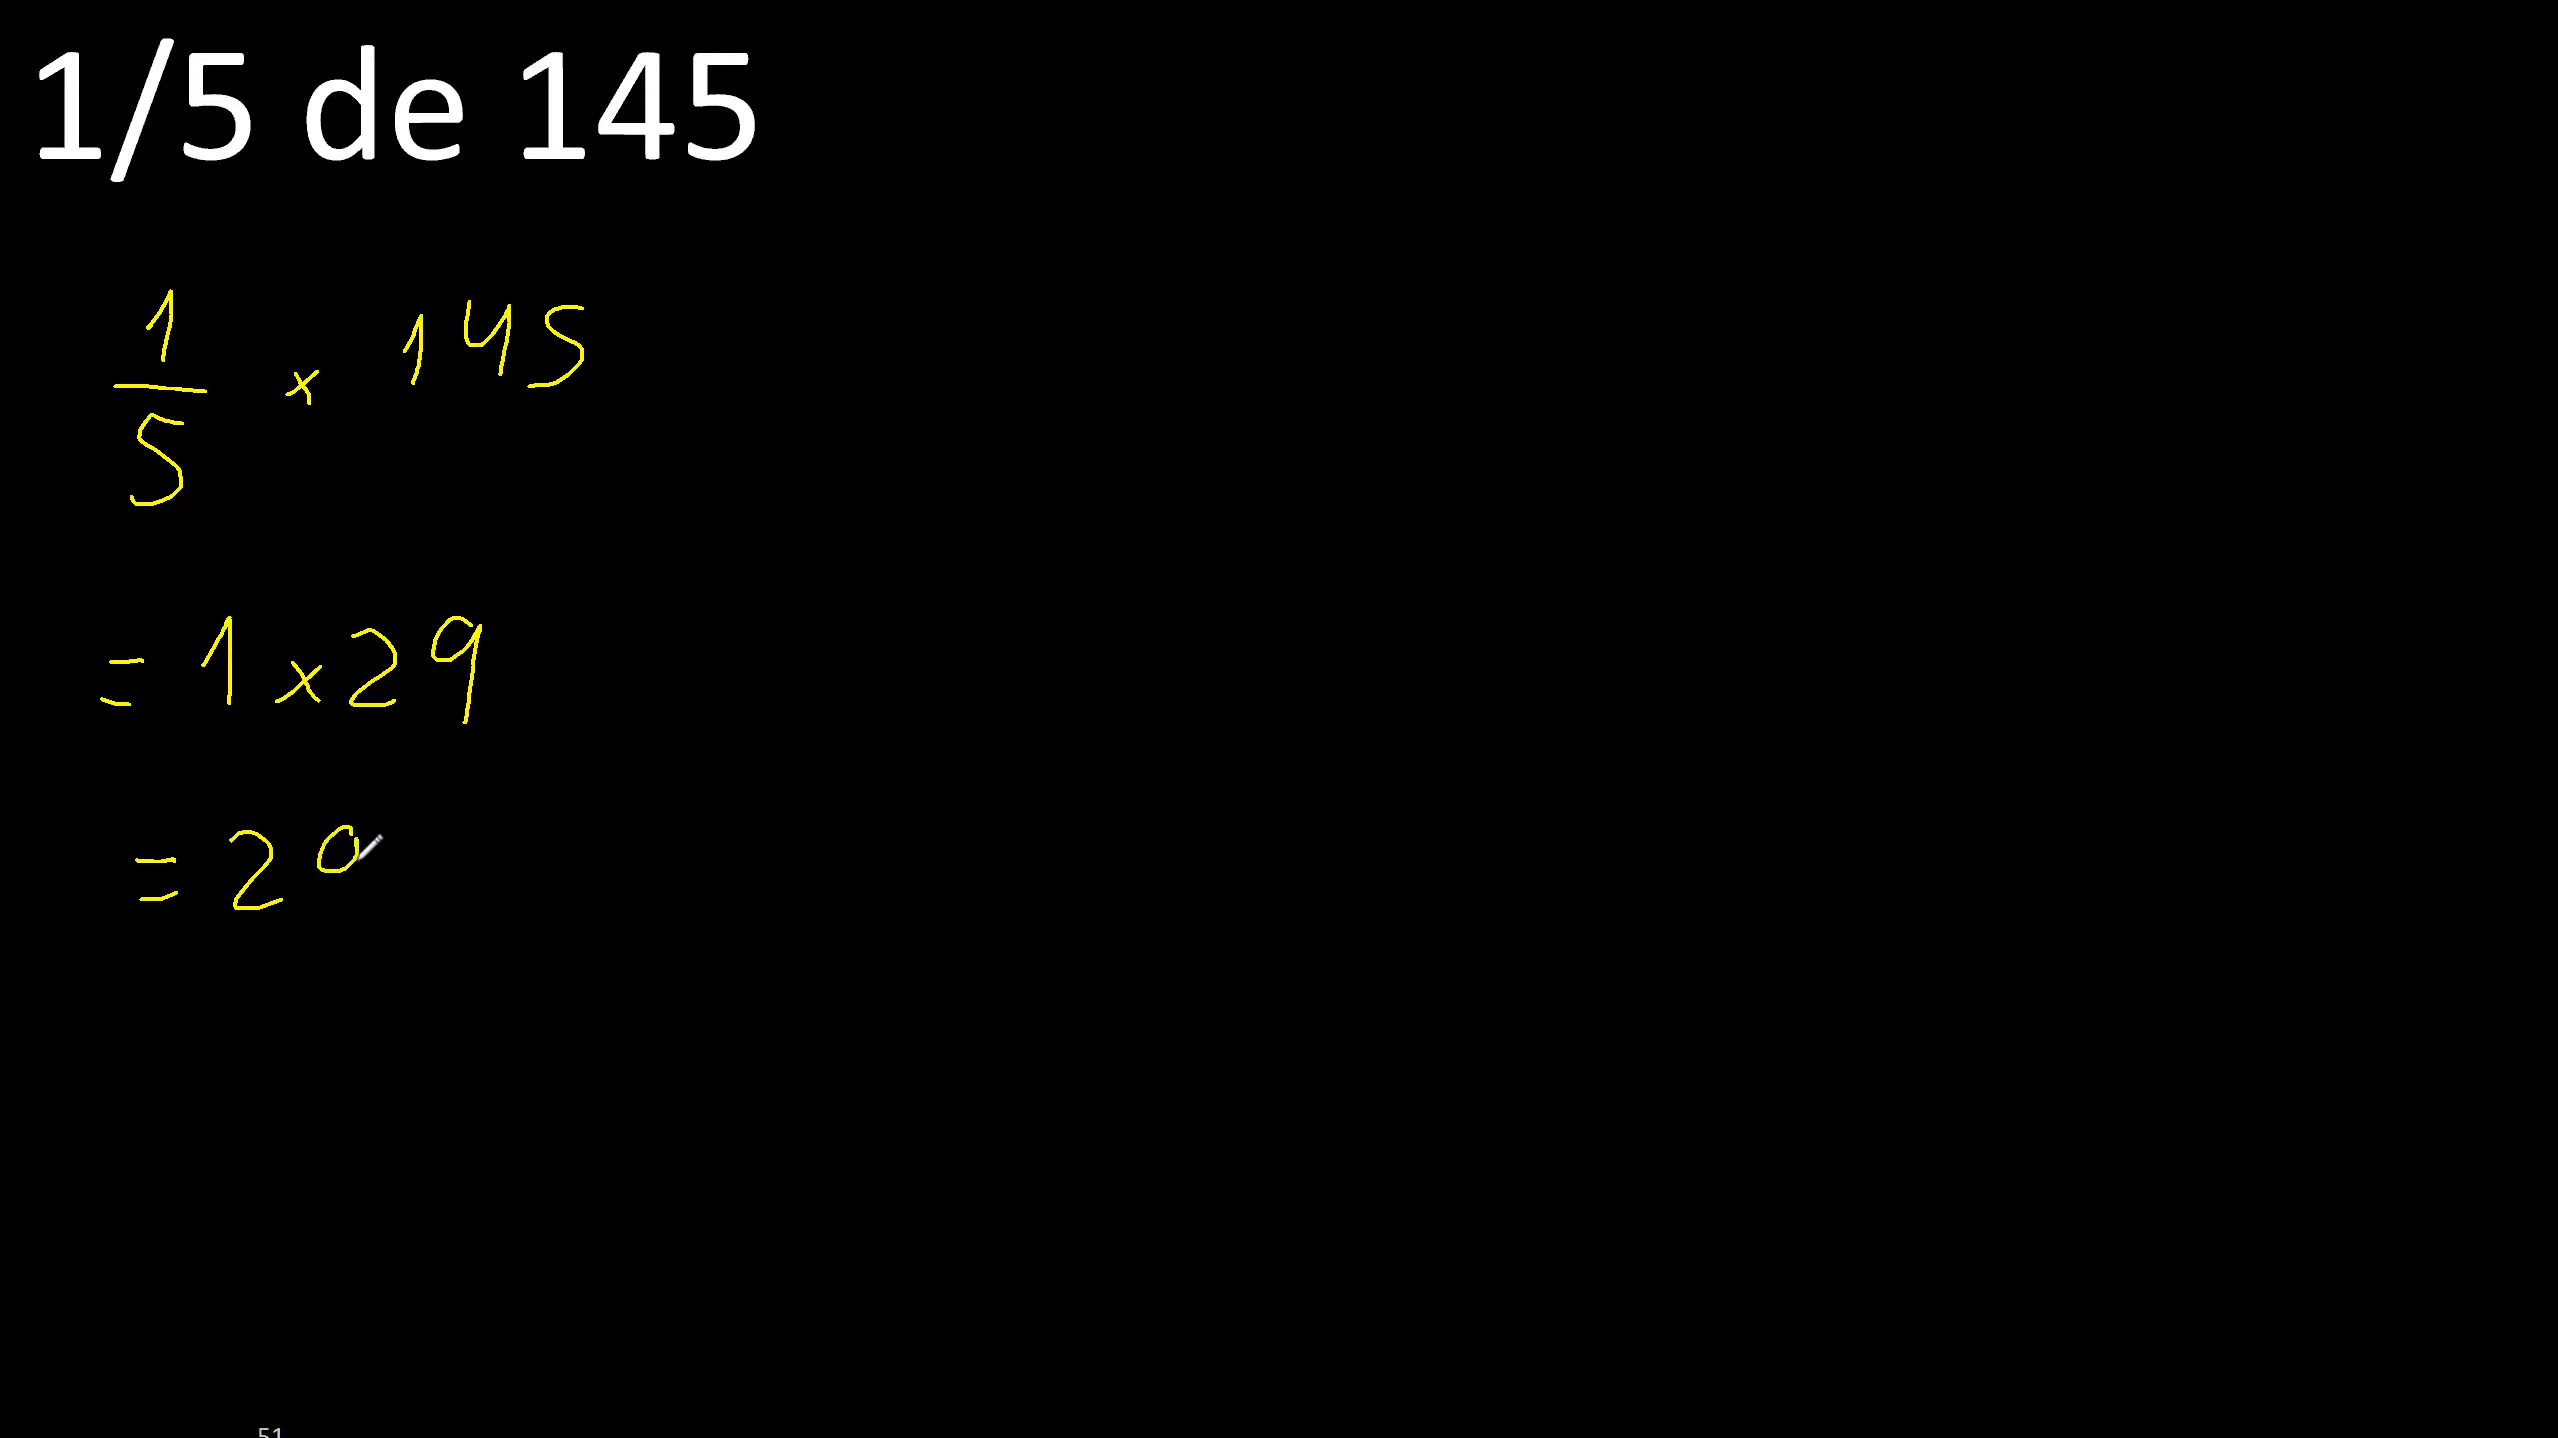 1/5 de 145
1
5
× 145
= 1 × 29
= 2